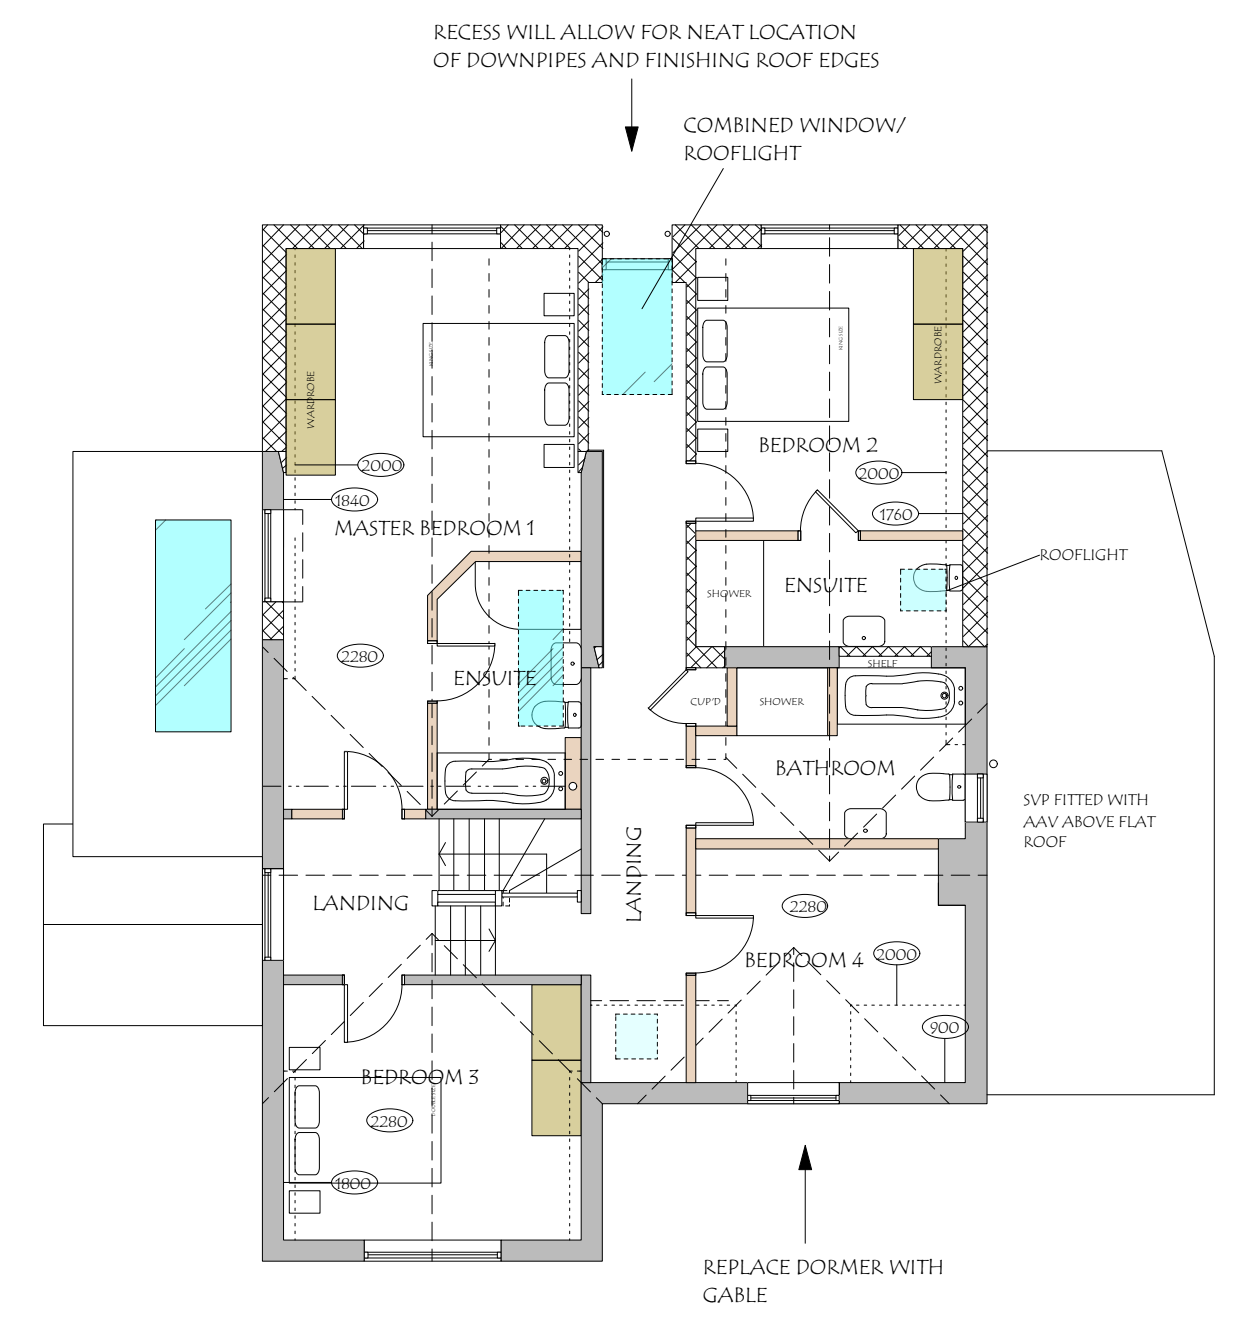 RECESS WILL ALLOW FOR NEAT LOCATION
OF DOWNPIPES AND FINISHING ROOF EDGES
COMBINED WINDOW/
ROOFLIGHT
WARDROBE
WARDROBE
KING SIZE
BEDROOM 2
2000
2000
1840
1760
MASTER BEDROOM 1
ROOFLIGHT
ENSUITE
SHOWER
2280
SHELF
ENSUITE
CUP'D
SHOWER
BATHROOM
SVP FITTED WITH
AAV ABOVE FLAT
ROOF
LANDING
LANDING
2280
BEDROOM 4
2000
900
BEDROOM 3
2280
1800
REPLACE DORMER WITH
GABLE